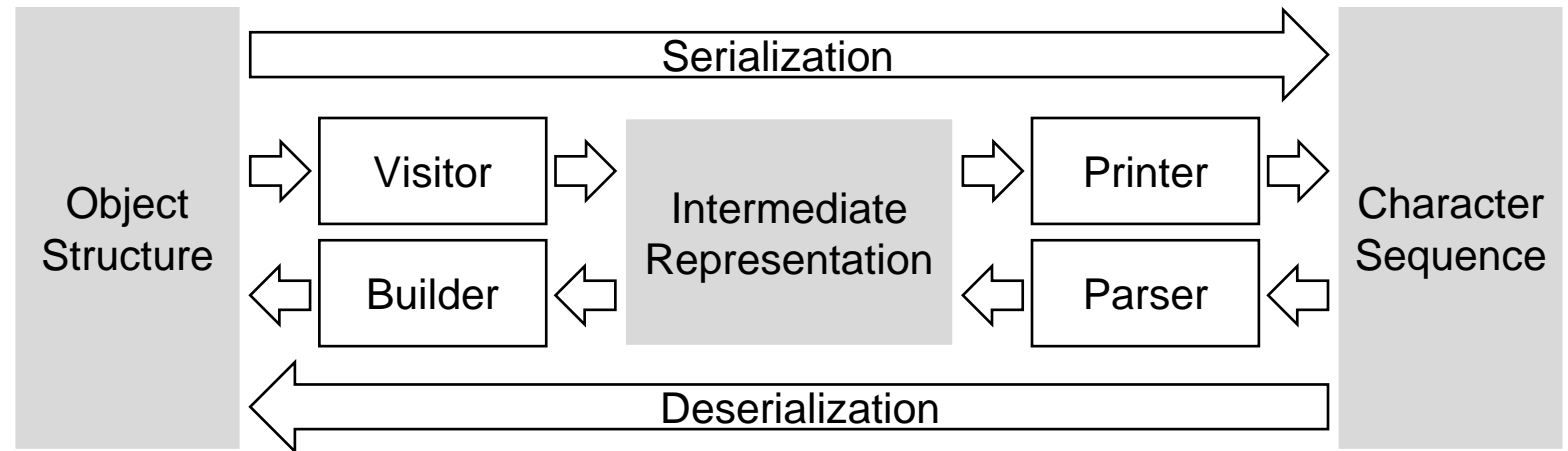 Serialization
Object
Structure
Visitor
Builder
Intermediate
Representation
Printer
Parser
Character
Sequence
Deserialization